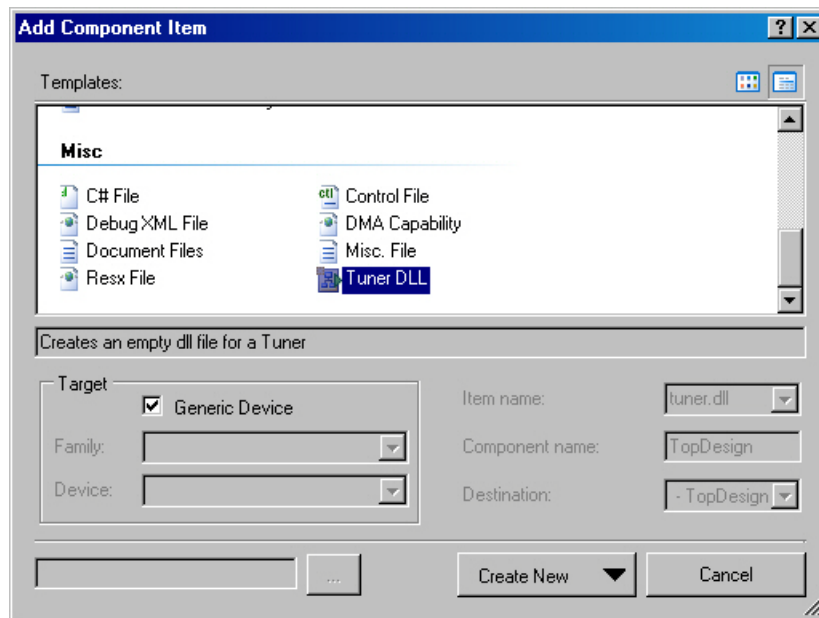 Add Component Item
Templates:
Misc
C# File
Control File
Debug XML File
DMA Capability
Document Files
Misc. File
Resx File
Tuner DLL
Creates an empty dll file for a Tuner
Target
Generic Device
Family:
Device:
Item name:
tuner.dll
Component name:
TopDesign
Destination:
- TopDesign
...
Create New
Cancel